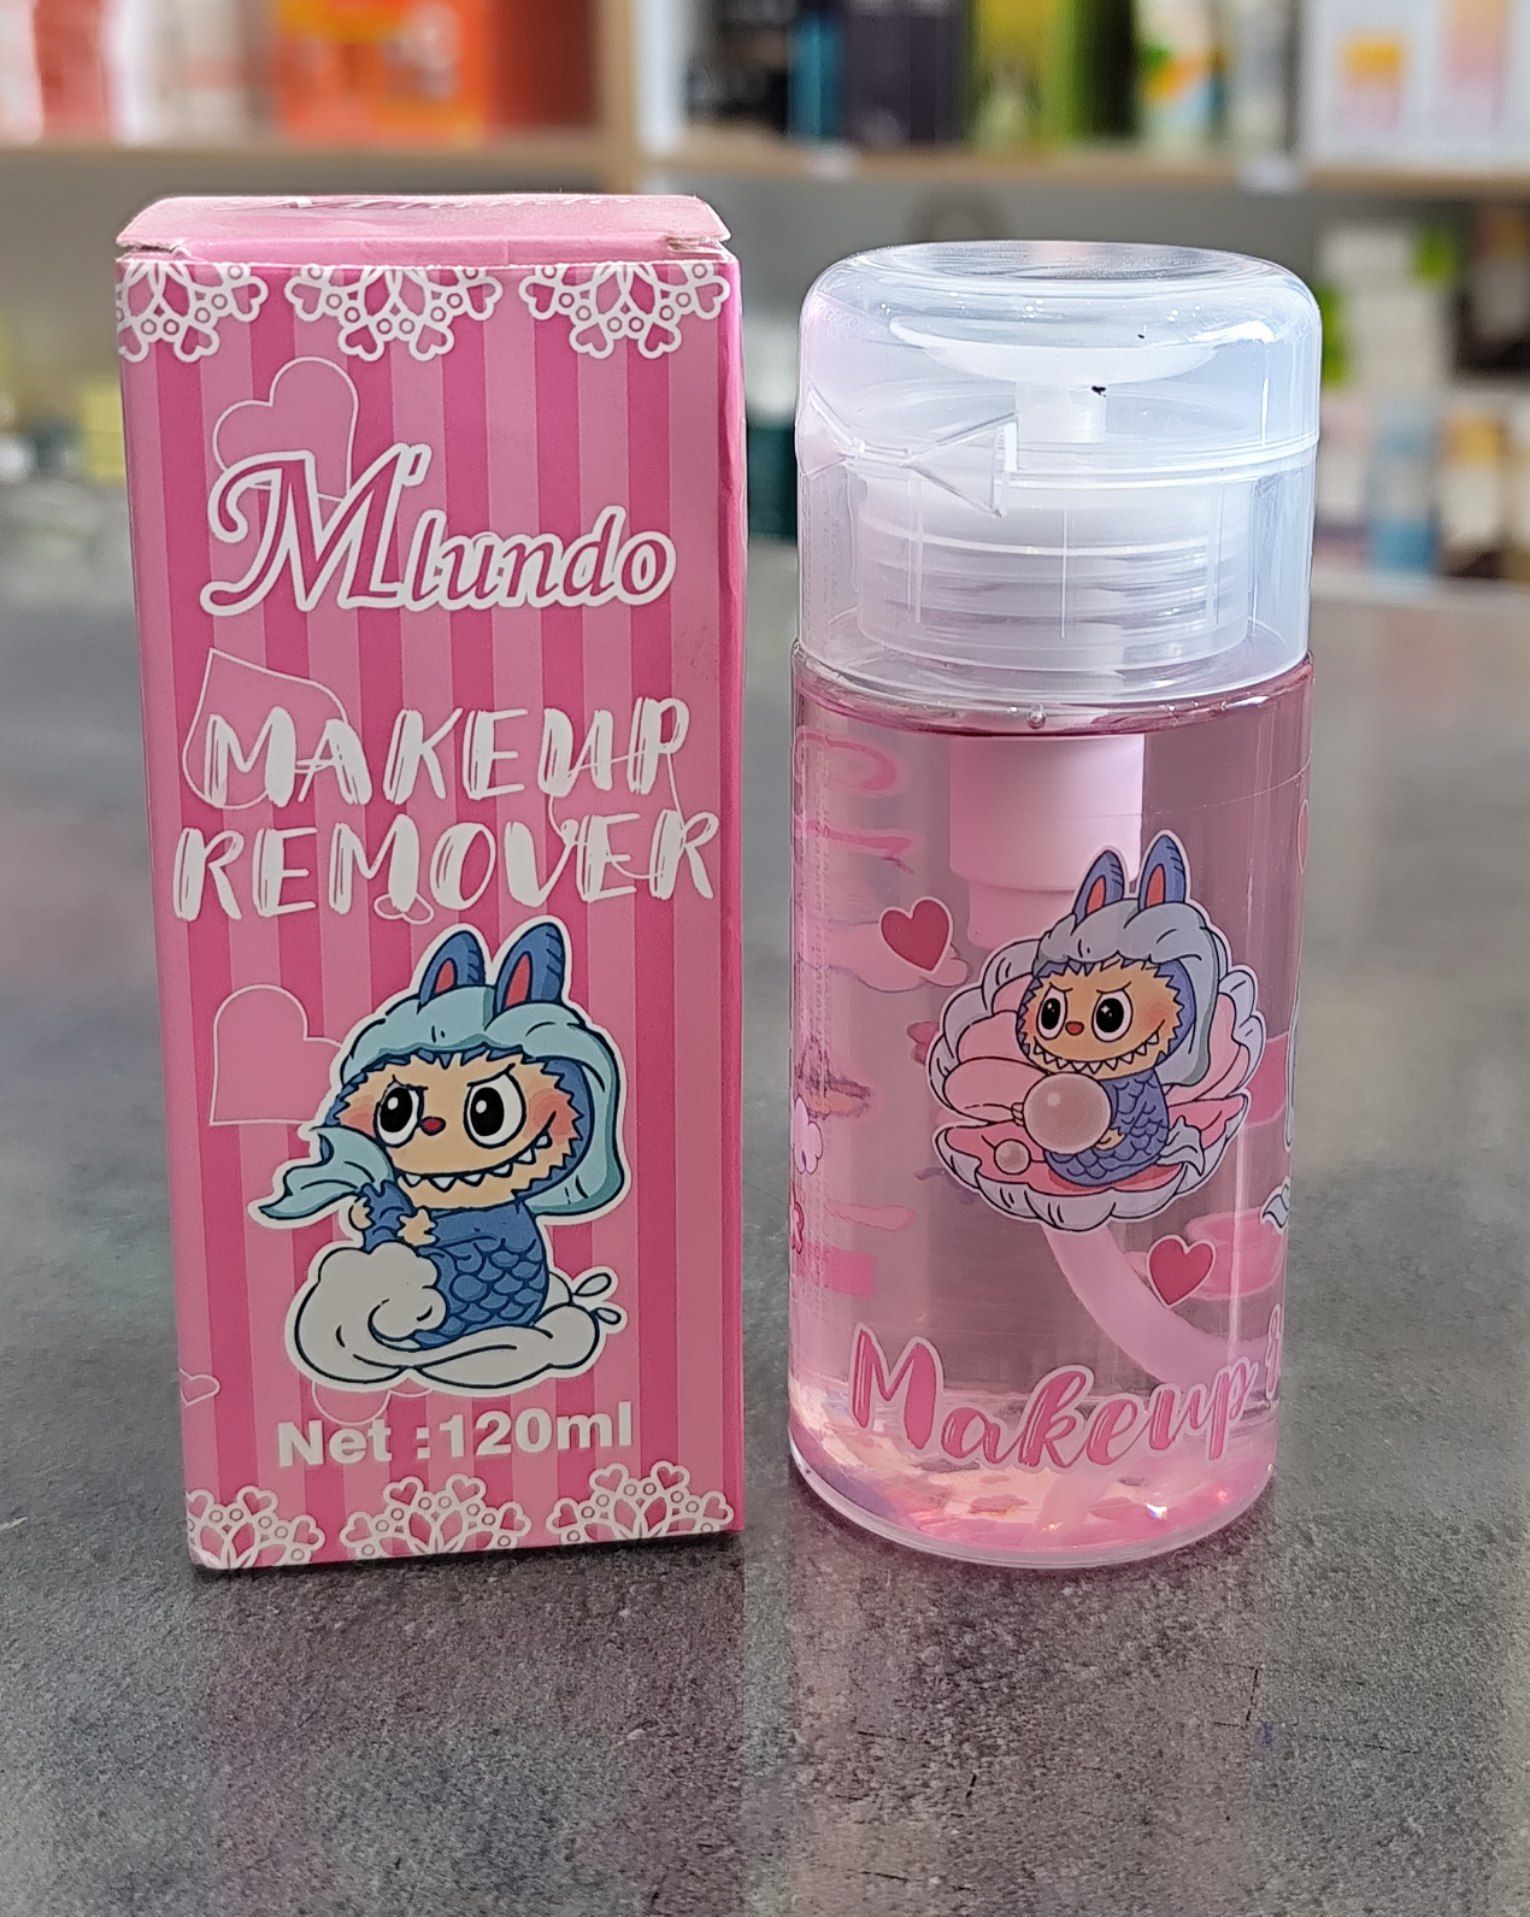 M'lundo
MAKEUP
REMOVER
Net :120ml
Makeup